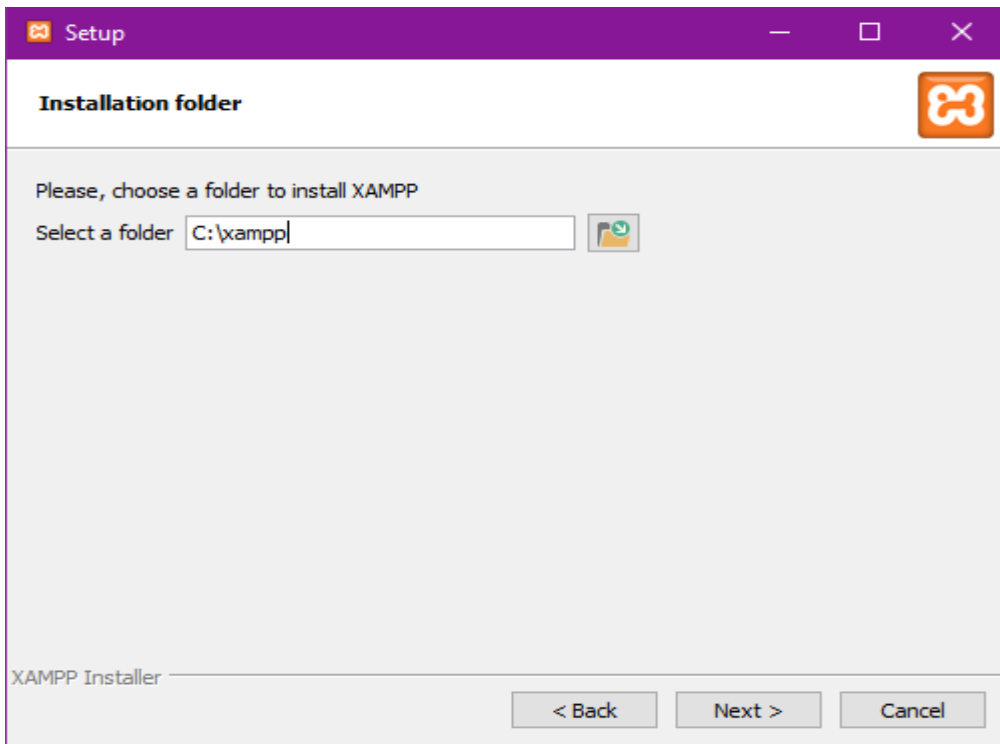 Setup
Installation folder
Please, choose a folder to install XAMPP
Select a folder C:\xampp
XAMPP Installer
< Back Next > Cancel